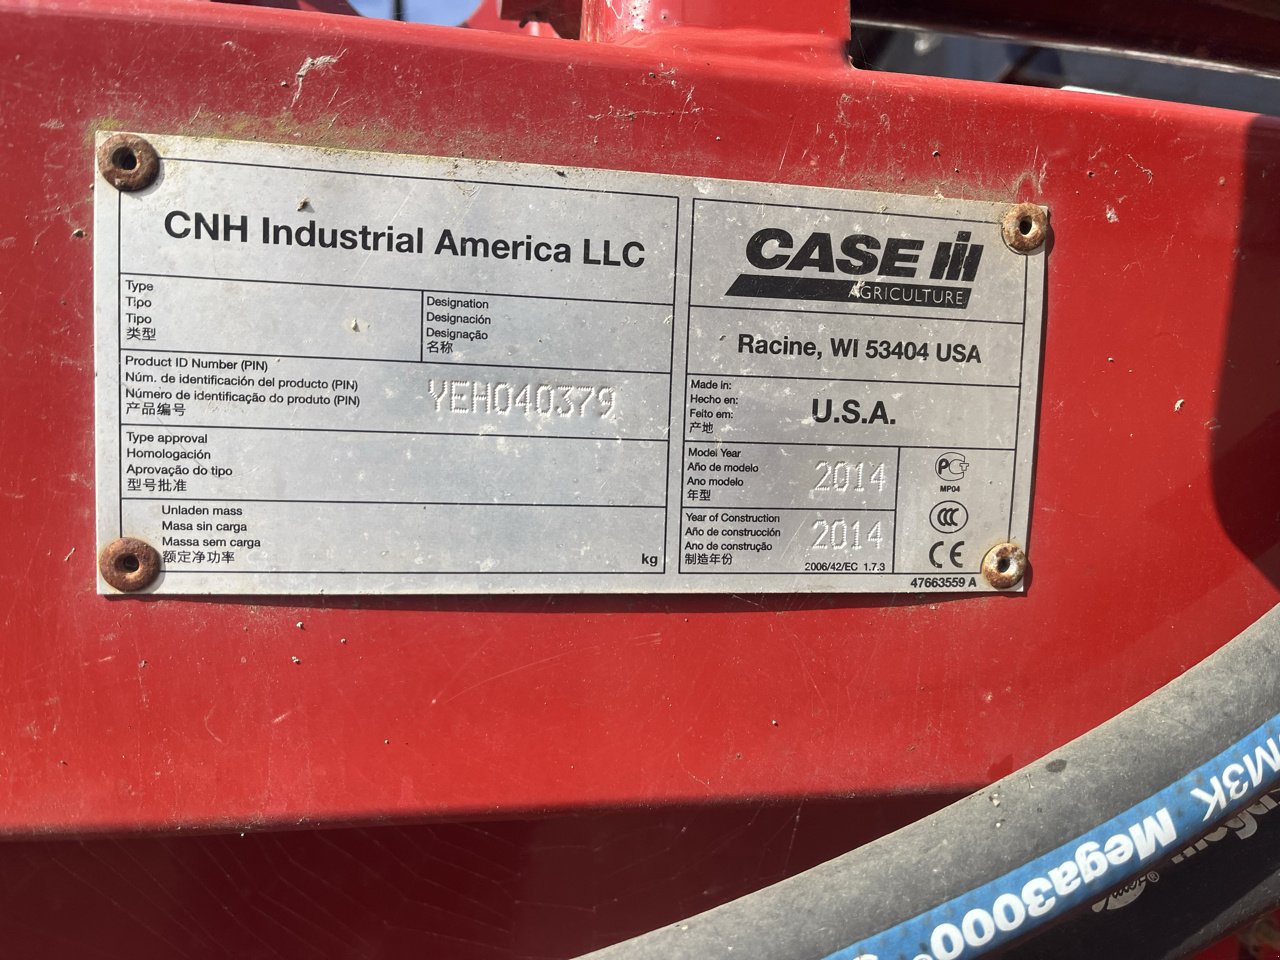 CNH Industrial America LLC
Type
Tipo
Tipo
类型
Designation
Designación
Designação
名称
Product ID Number (PIN)
Núm. de identificación del producto (PIN)
Número de identificação do produto (PIN)
产品编号
YEH040379
Type approval
Homologación
Aprovação do tipo
型号批准
Unladen mass
Masa sin carga
Massa sem carga
额定净功率
kg
CASE IH
AGRICULTURE
Racine, WI 53404 USA
Made in:
Hecho en:
Feito em:
产地
U.S.A.
Model Year
Año de modelo
Ano modelo
年型
2014
Year of Construction
Año de construcción
Ano de construção
制造年份
2014
2006/42/EC 1.7.3
PCT
MP04
CCC
CE
47663559 A
M3K Mega3000®